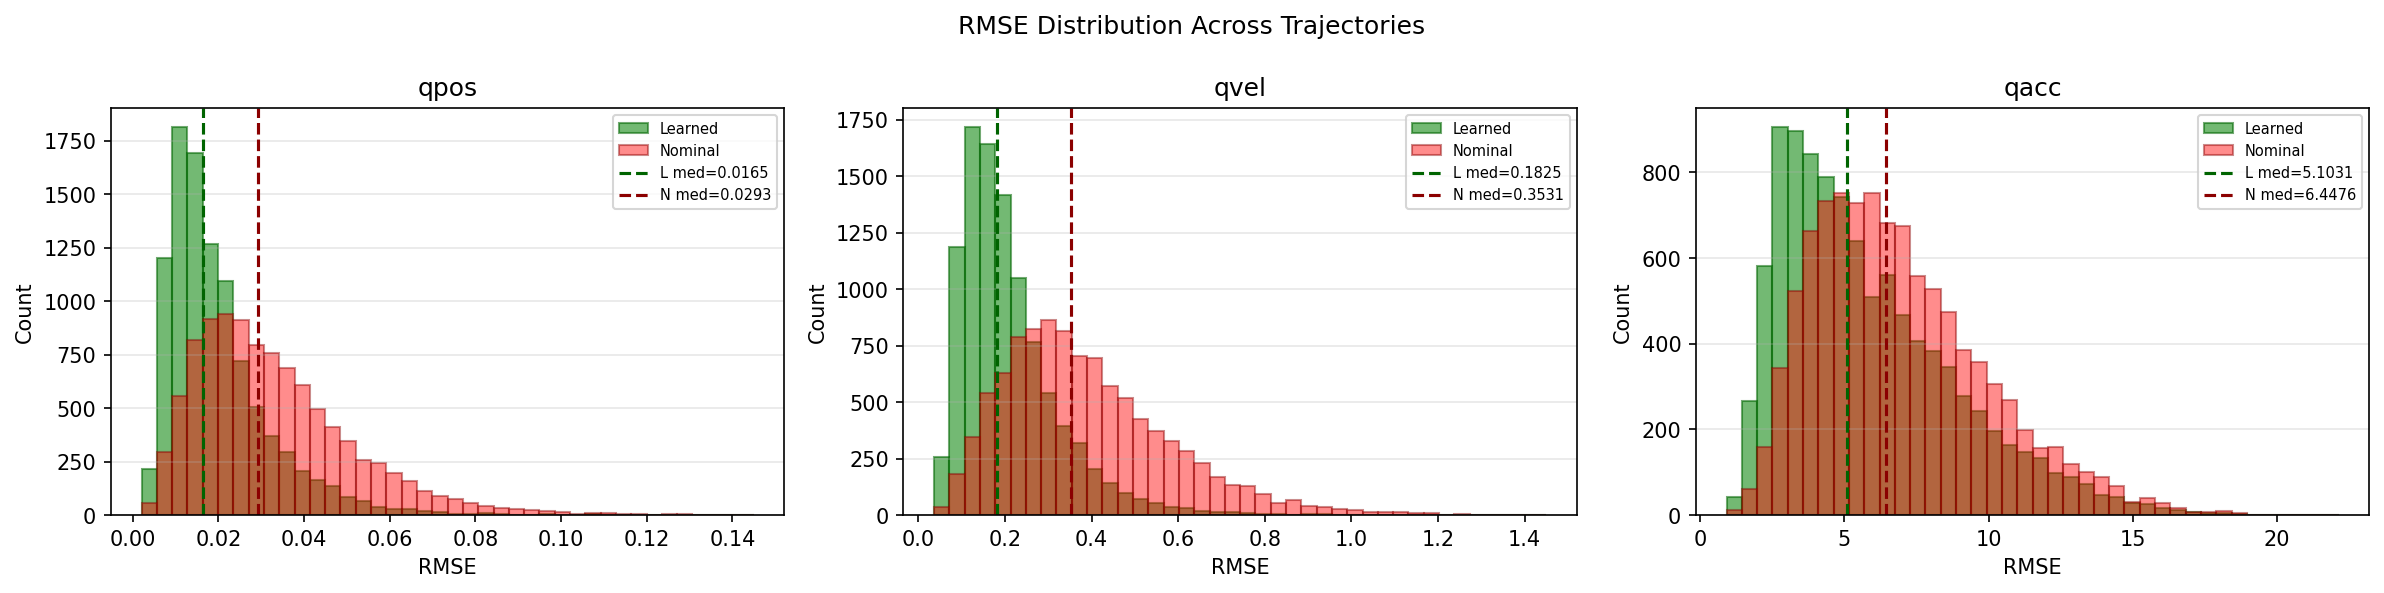 RMSE Distribution Across Trajectories
qpos
Count
1750
1500
1250
1000
750
500
250
0
0.00 0.02 0.04 0.06 0.08 0.10 0.12 0.14
RMSE
Learned
Nominal
L med=0.0165
N med=0.0293
qvel
Count
1750
1500
1250
1000
750
500
250
0
0.0 0.2 0.4 0.6 0.8 1.0 1.2 1.4
RMSE
Learned
Nominal
L med=0.1825
N med=0.3531
qacc
Count
800
600
400
200
0
0 5 10 15 20
RMSE
Learned
Nominal
L med=5.1031
N med=6.4476